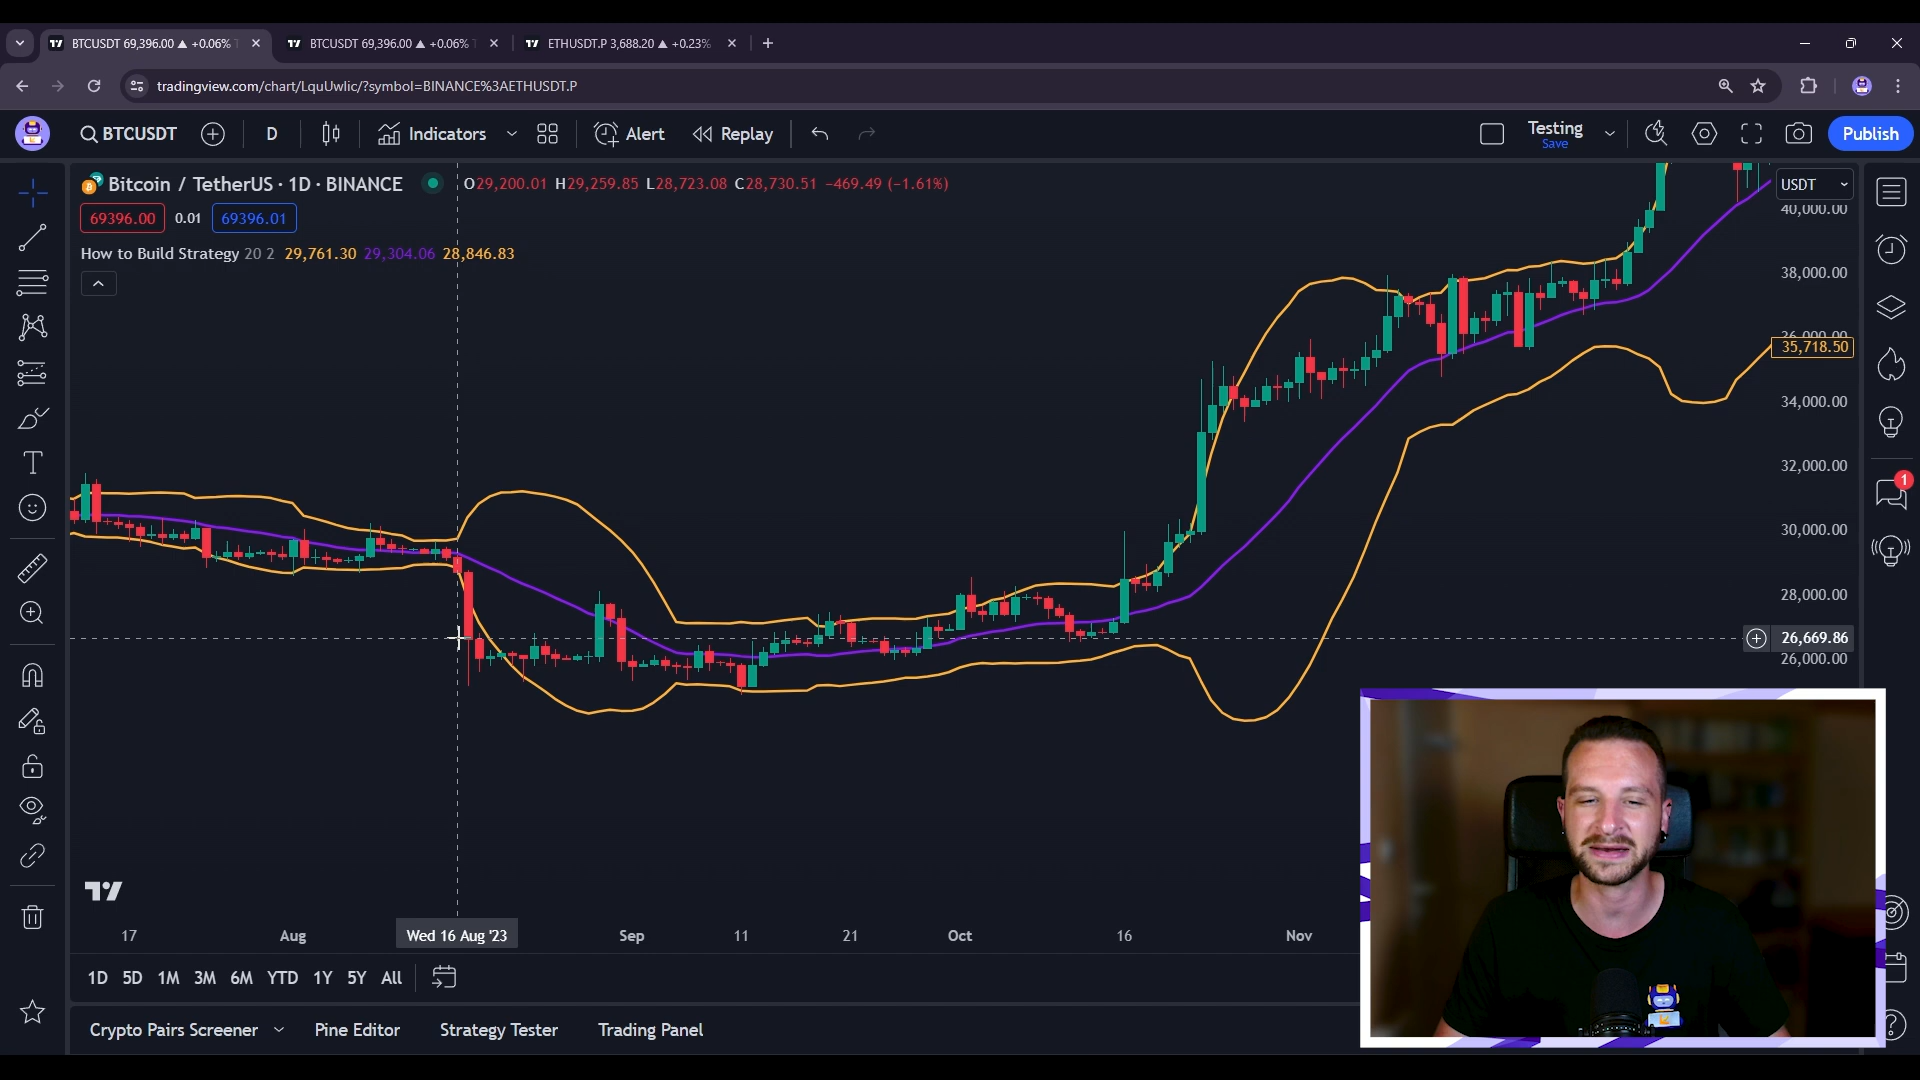 BTCUSDT 69,396.00 ▲ +0.06%
BTCUSDT 69,396.00 ▲ +0.06%
ETHUSDT.P 3,688.20 ▲ +0.23%
tradingview.com/chart/LquUwlic/?symbol=BINANCE%3AETHUSDT.P
BTCUSDT D Indicators Alert Replay Testing Save Publish
Bitcoin / TetherUS · 1D · BINANCE O29,200.01 H29,259.85 L28,723.08 C28,730.51 −469.49 (−1.61%)
USDT
69396.00 0.01 69396.01
How to Build Strategy 20 2 29,761.30 29,304.06 28,846.83
40,000.00
38,000.00
36,000.00
35,718.50
34,000.00
32,000.00
30,000.00
28,000.00
26,669.86
26,000.00
1
17 Aug Wed 16 Aug '23 Sep 11 21 Oct 16 Nov
1D 5D 1M 3M 6M YTD 1Y 5Y All
Crypto Pairs Screener Pine Editor Strategy Tester Trading Panel